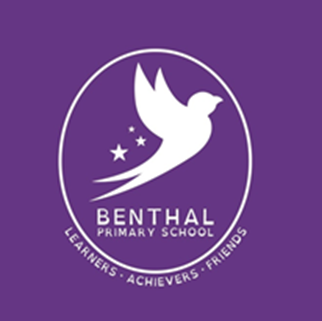 BENTHAL
PRIMARY SCHOOL
LEARNERS · ACHIEVERS · FRIENDS